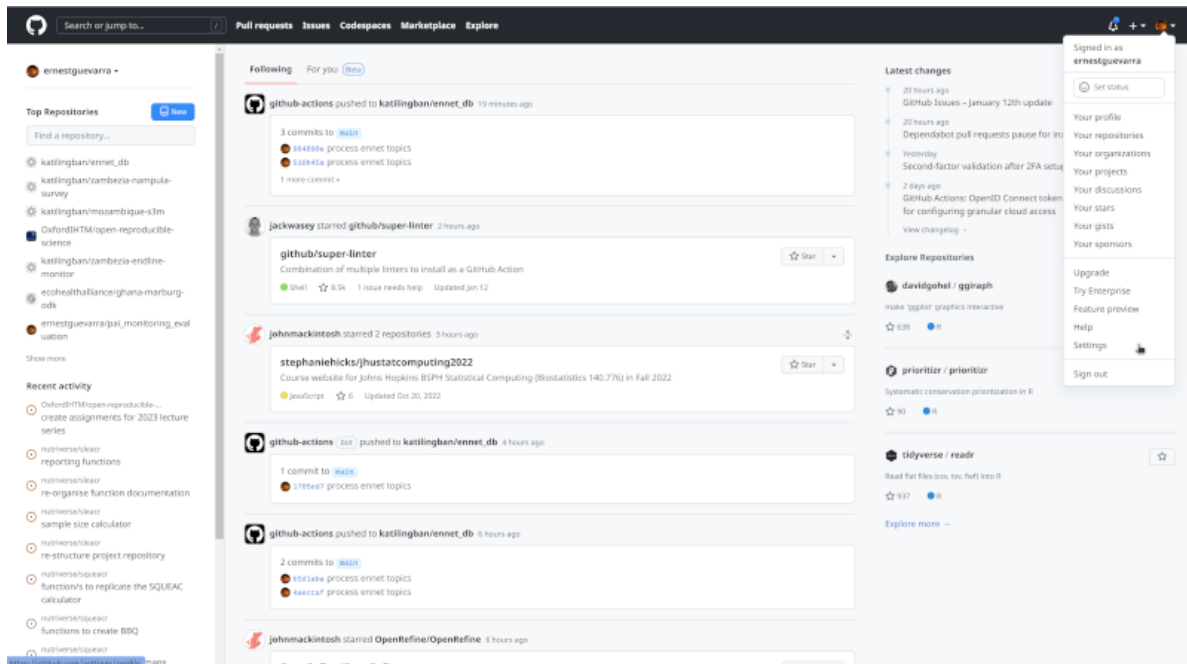 Search or jump to...
/
Pull requests Issues Codespaces Marketplace Explore
ernestguevarra
Top Repositories
New
Find a repository...
katilingban/ennet_db
katilingban/zambezia-nampula-
survey
katilingban/mozambique-s3m
OxfordIHTM/open-reproducible-
science
katilingban/zambezia-endline-
monitor
ecohealthalliance/ghana-marburg-
odk
ernestguevarra/pai_monitoring_eval
uation
Show more
Recent activity
OxfordIHTM/open-reproducible-...
create assignments for 2023 lecture
series
nutriverse/sleacr
reporting functions
nutriverse/sleacr
re-organise function documentation
nutriverse/sleacr
sample size calculator
nutriverse/sleacr
re-structure project repository
nutriverse/squeacr
function/s to replicate the SQUEAC
calculator
nutriverse/squeacr
functions to create BBQ
nutriverse/squeacr
maps
https://github.com/settings/profile
Following For you Beta
github-actions pushed to katilingban/ennet_db 19 minutes ago
3 commits to main
process ennet topics
process ennet topics
1 more commit »
jackwasey starred github/super-linter 2 hours ago
github/super-linter
Star
Combination of multiple linters to install as a GitHub Action
Shell 8.5k 1 issue needs help Updated Jan 12
johnmackintosh starred 2 repositories 3 hours ago
stephaniehicks/jhustatcomputing2022
Star
Course website for Johns Hopkins BSPH Statistical Computing (Biostatistics 140.776) in Fall 2022
JavaScript 6 Updated Oct 20, 2022
github-actions bot pushed to katilingban/ennet_db 4 hours ago
1 commit to main
process ennet topics
github-actions pushed to katilingban/ennet_db 6 hours ago
2 commits to main
process ennet topics
process ennet topics
johnmackintosh starred OpenRefine/OpenRefine 6 hours ago
Latest changes
20 hours ago
GitHub Issues – January 12th update
20 hours ago
Dependabot pull requests pause for
Yesterday
Second-factor validation after 2FA
2 days ago
GitHub Actions: OpenID Connect token
for configuring granular cloud access
View changelog →
Explore Repositories
davidgohel / ggiraph
make 'ggplot' graphics interactive
638 R
prioritizr / prioritizr
Systematic conservation prioritization in R
90 R
tidyverse / readr
Read flat files (csv, tsv, fwf) into R
937 R
Explore more →
Signed in as
ernestguevarra
Set status
Your profile
Your repositories
Your organizations
Your projects
Your discussions
Your stars
Your gists
Your sponsors
Upgrade
Try Enterprise
Feature preview
Help
Settings
Sign out